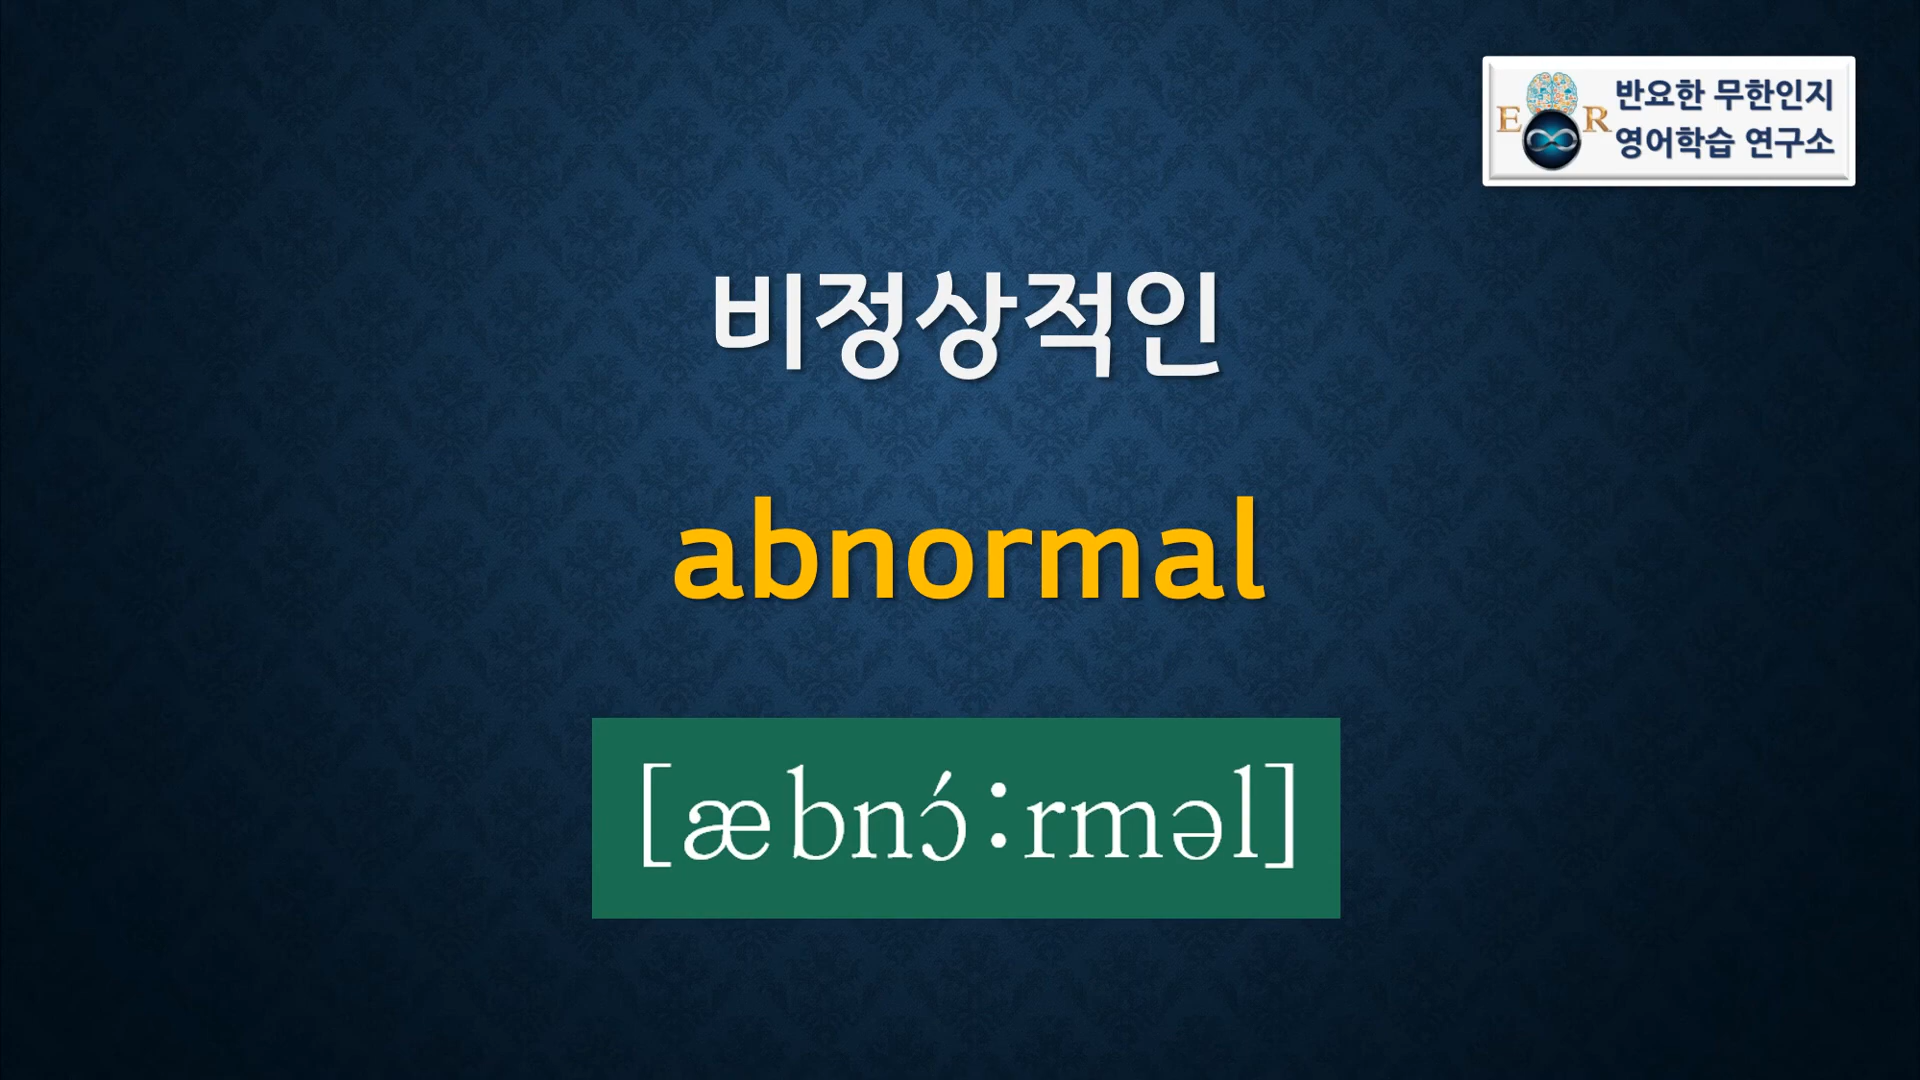 E R
반요한 무한인지
영어학습 연구소
비정상적인
abnormal
[æbnɔ́ːrməl]